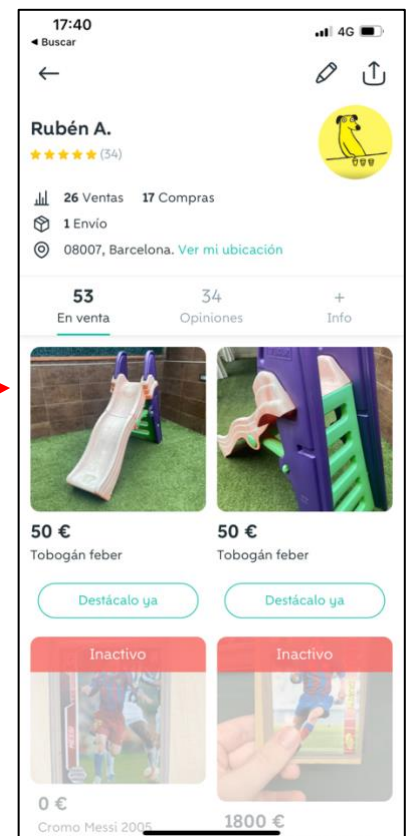 17:40
4G
◀ Buscar
Rubén A.
(34)
26 Ventas 17 Compras
1 Envío
08007, Barcelona. Ver mi ubicación
53 34 +
En venta Opiniones Info
50 € 50 €
Tobogán feber Tobogán feber
Destácalo ya Destácalo ya
Inactivo Inactivo
0 €
1800 €
Cromo Messi 2005